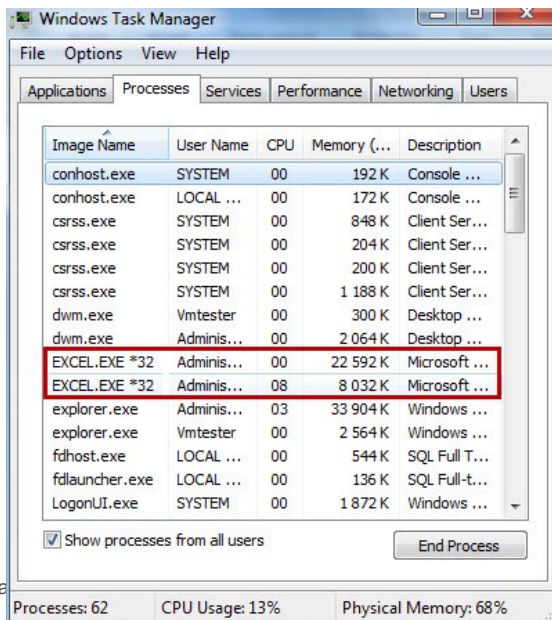 Windows Task Manager
File Options View Help
Applications Processes Services Performance Networking Users
Image Name User Name CPU Memory (... Description
conhost.exe SYSTEM 00 192 K Console ...
conhost.exe LOCAL ... 00 172 K Console ...
csrss.exe SYSTEM 00 848 K Client Ser...
csrss.exe SYSTEM 00 204 K Client Ser...
csrss.exe SYSTEM 00 200 K Client Ser...
csrss.exe SYSTEM 00 1 188 K Client Ser...
dwm.exe Vmtester 00 300 K Desktop ...
dwm.exe Adminis... 00 2 064 K Desktop ...
EXCEL.EXE *32 Adminis... 00 22 592 K Microsoft ...
EXCEL.EXE *32 Adminis... 08 8 032 K Microsoft ...
explorer.exe Adminis... 03 33 904 K Windows ...
explorer.exe Vmtester 00 2 564 K Windows ...
fdhost.exe LOCAL ... 00 544 K SQL Full T...
fdlauncher.exe LOCAL ... 00 136 K SQL Full-t...
LogonUI.exe SYSTEM 00 1 872 K Windows ...
Show processes from all users End Process
Processes: 62 CPU Usage: 13% Physical Memory: 68%